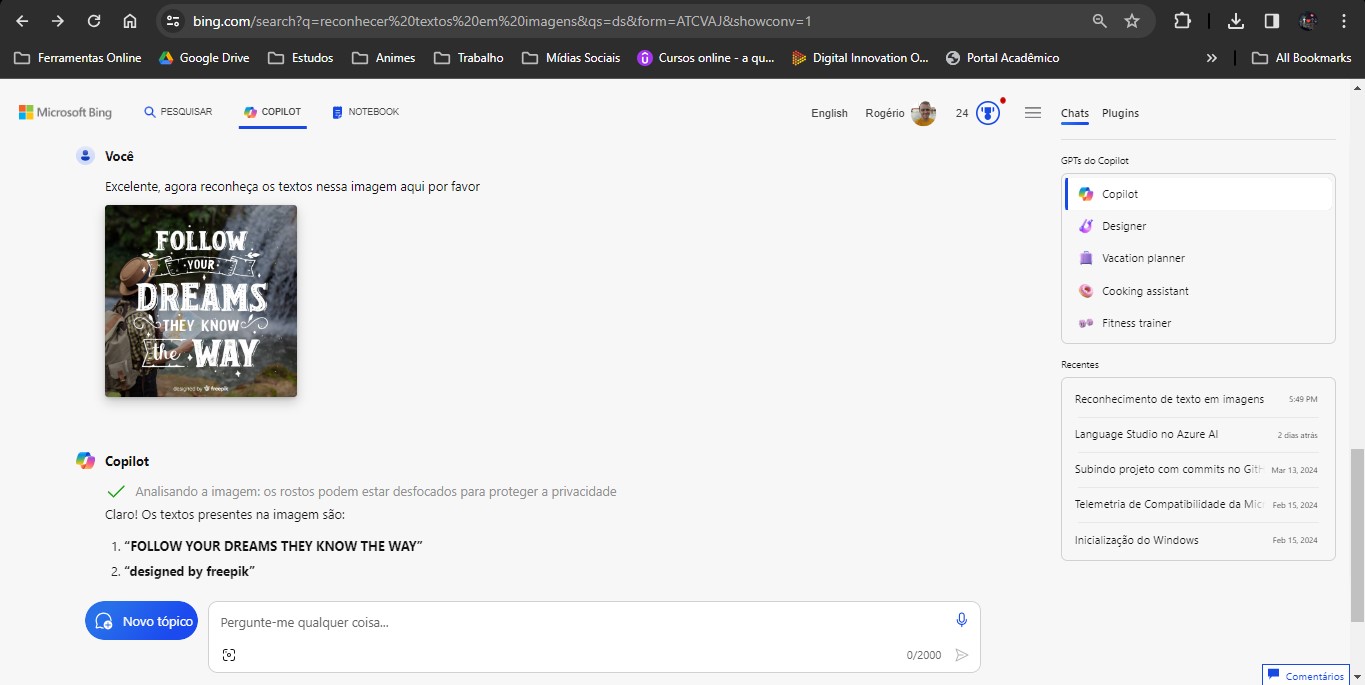 bing.com/search?q=reconhecer%20textos%20em%20imagens&qs=ds&form=ATCVAJ&showconv=1
Ferramentas Online
Google Drive
Estudos
Animes
Trabalho
Mídias Sociais
Cursos online - a qu...
Digital Innovation O...
Portal Acadêmico
All Bookmarks
Microsoft Bing
PESQUISAR
COPILOT
NOTEBOOK
English
Rogério
24
Você
Excelente, agora reconheça os textos nessa imagem aqui por favor
FOLLOW
YOUR
DREAMS
THEY KNOW
the WAY
designed by freepik
Copilot
Analisando a imagem: os rostos podem estar desfocados para proteger a privacidade
Claro! Os textos presentes na imagem são:
1. “FOLLOW YOUR DREAMS THEY KNOW THE WAY”
2. “designed by freepik”
Novo tópico
Pergunte-me qualquer coisa...
0/2000
Chats Plugins
GPTs do Copilot
Copilot
Designer
Vacation planner
Cooking assistant
Fitness trainer
Recentes
Reconhecimento de texto em imagens 5:49 PM
Language Studio no Azure AI 2 dias atrás
Subindo projeto com commits no GitH Mar 13, 2024
Telemetria de Compatibilidade da Micr Feb 15, 2024
Inicialização do Windows Feb 15, 2024
Comentários